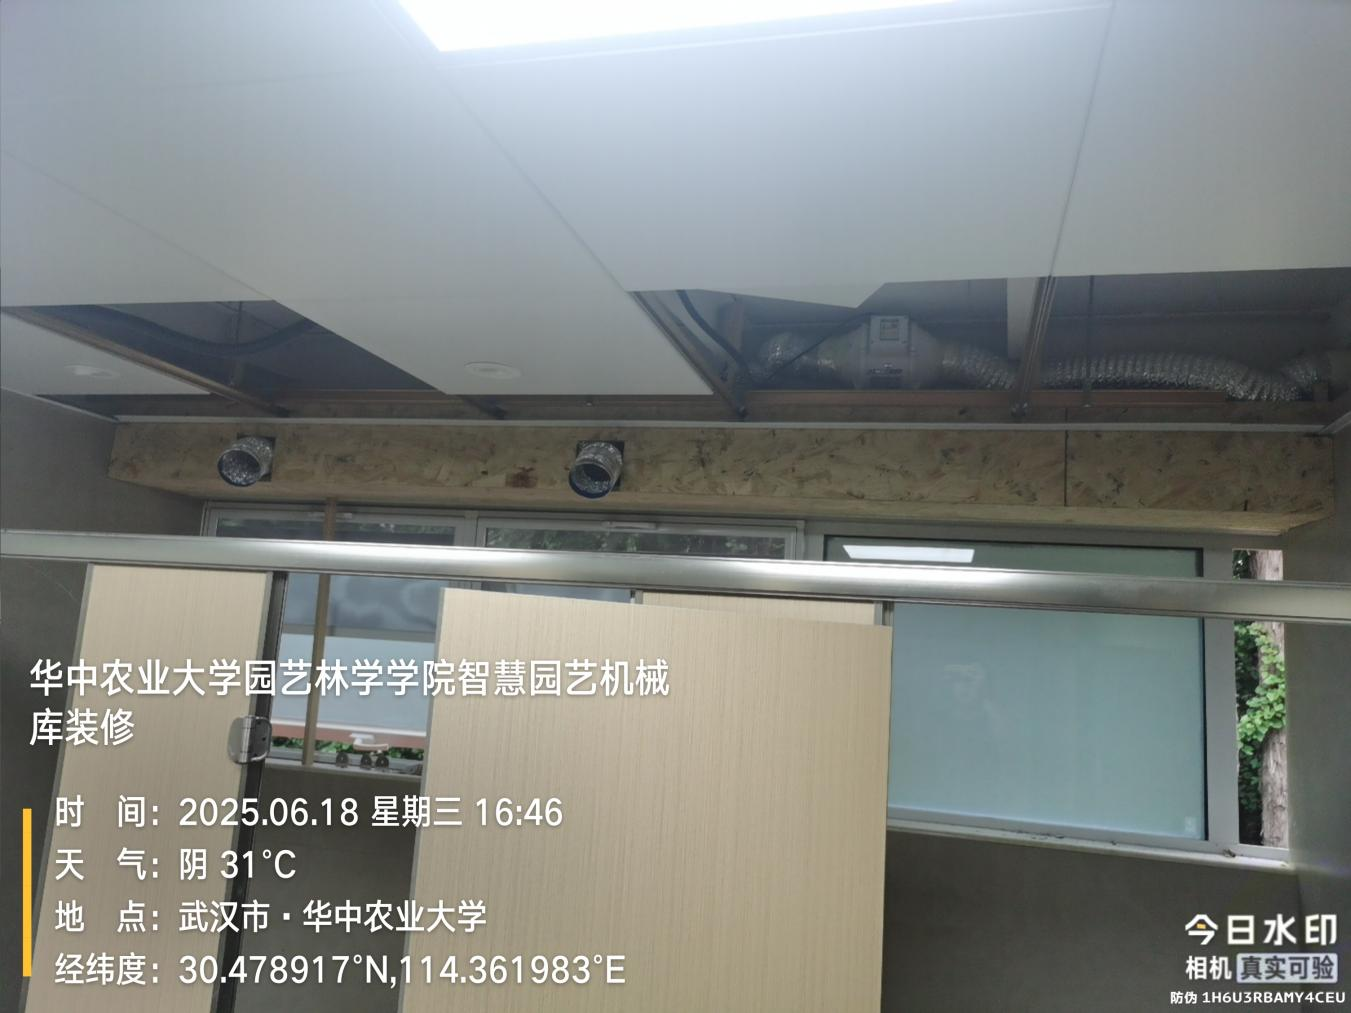 华中农业大学园艺林学学院智慧园艺机械
库装修
时 间：2025.06.18 星期三 16:46
天 气：阴 31°C
地 点：武汉市·华中农业大学
经纬度：30.478917°N,114.361983°E
今日水印
相机 真实可验
防伪 1H6U3RBAMY4CEU